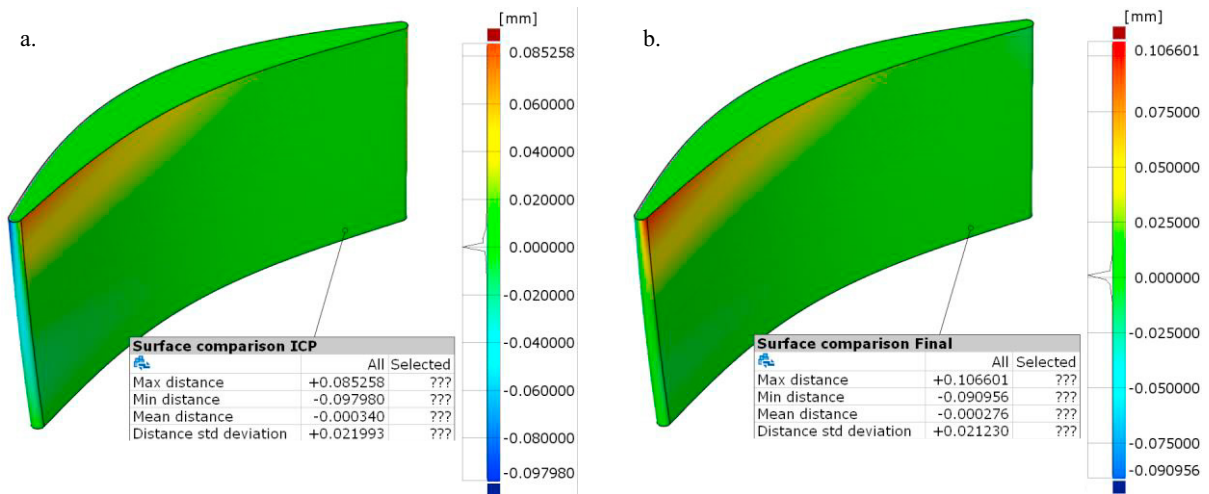 a.
[mm]
0.085258
0.060000
0.040000
0.020000
0.000000
-0.020000
-0.040000
-0.060000
-0.080000
-0.097980
Surface comparison ICP
All Selected
Max distance +0.085258 ???
Min distance -0.097980 ???
Mean distance -0.000340 ???
Distance std deviation +0.021993 ???
b.
[mm]
0.106601
0.075000
0.050000
0.025000
0.000000
-0.025000
-0.050000
-0.075000
-0.090956
Surface comparison Final
All Selected
Max distance +0.106601 ???
Min distance -0.090956 ???
Mean distance -0.000276 ???
Distance std deviation +0.021230 ???